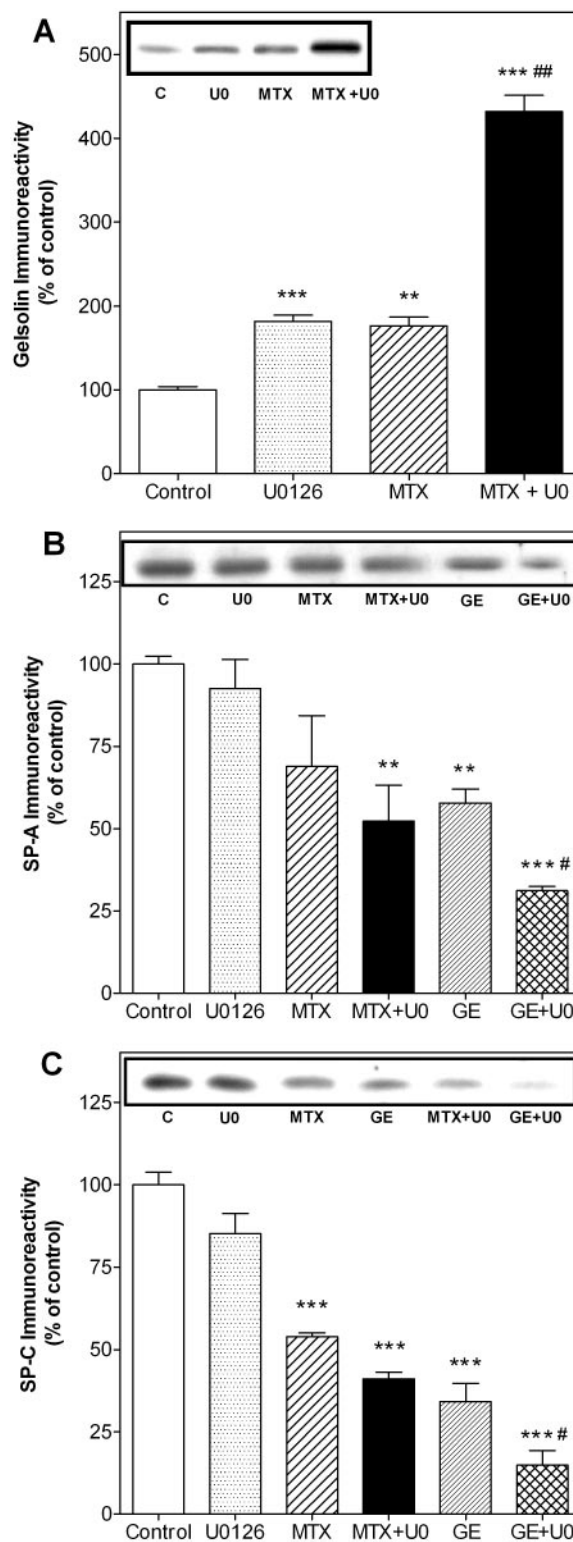 A
C U0 MTX MTX +U0
*** ##
*** **
Gelsolin Immunoreactivity
(% of control)
500
400
300
200
100
0
Control U0126 MTX MTX + U0
B
C U0 MTX MTX+U0 GE GE+U0
** **
*** #
SP-A Immunoreactivity
(% of control)
125
100
75
50
25
0
Control U0126 MTX MTX+U0 GE GE+U0
C
C U0 MTX GE MTX+U0 GE+U0
***
***
***
*** #
SP-C Immunoreactivity
(% of control)
125
100
75
50
25
0
Control U0126 MTX MTX+U0 GE GE+U0